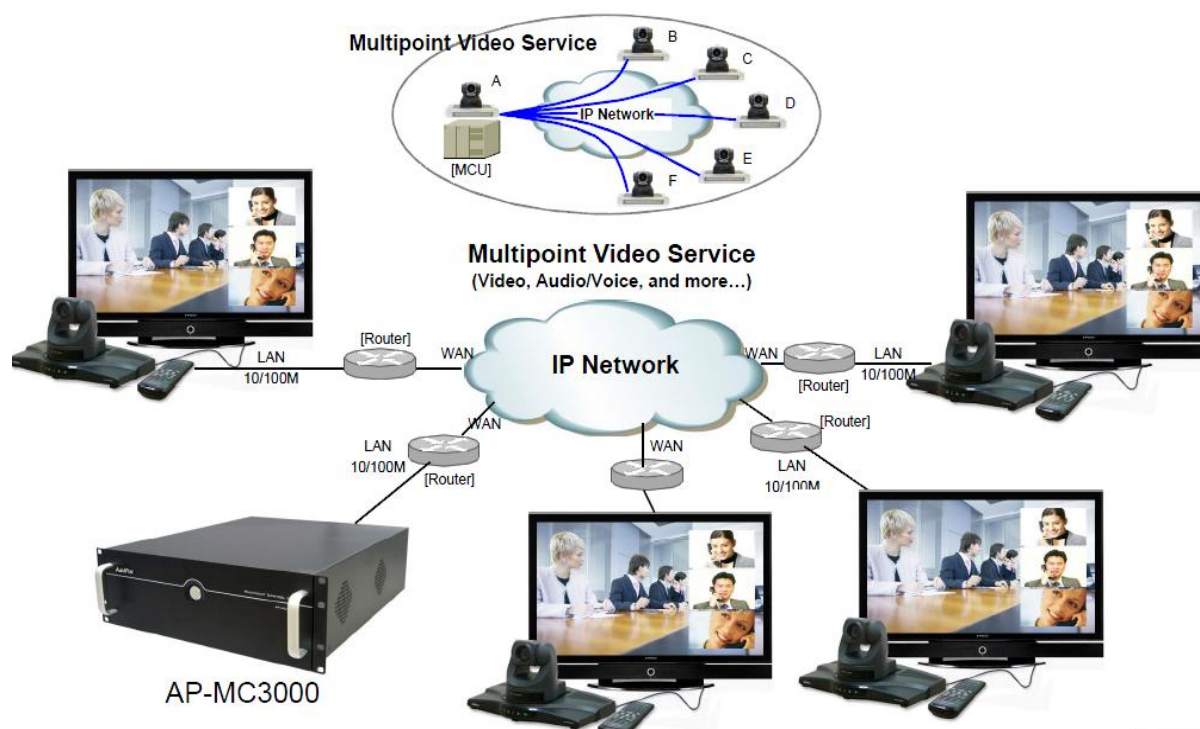 Multipoint Video Service
A
B
C
D
E
F
IP Network
[MCU]
Multipoint Video Service
(Video, Audio/Voice, and more…)
IP Network
[Router]
WAN
LAN
10/100M
WAN
[Router]
LAN
10/100M
WAN
LAN
10/100M
[Router]
WAN
[Router]
LAN
10/100M
AP-MC3000